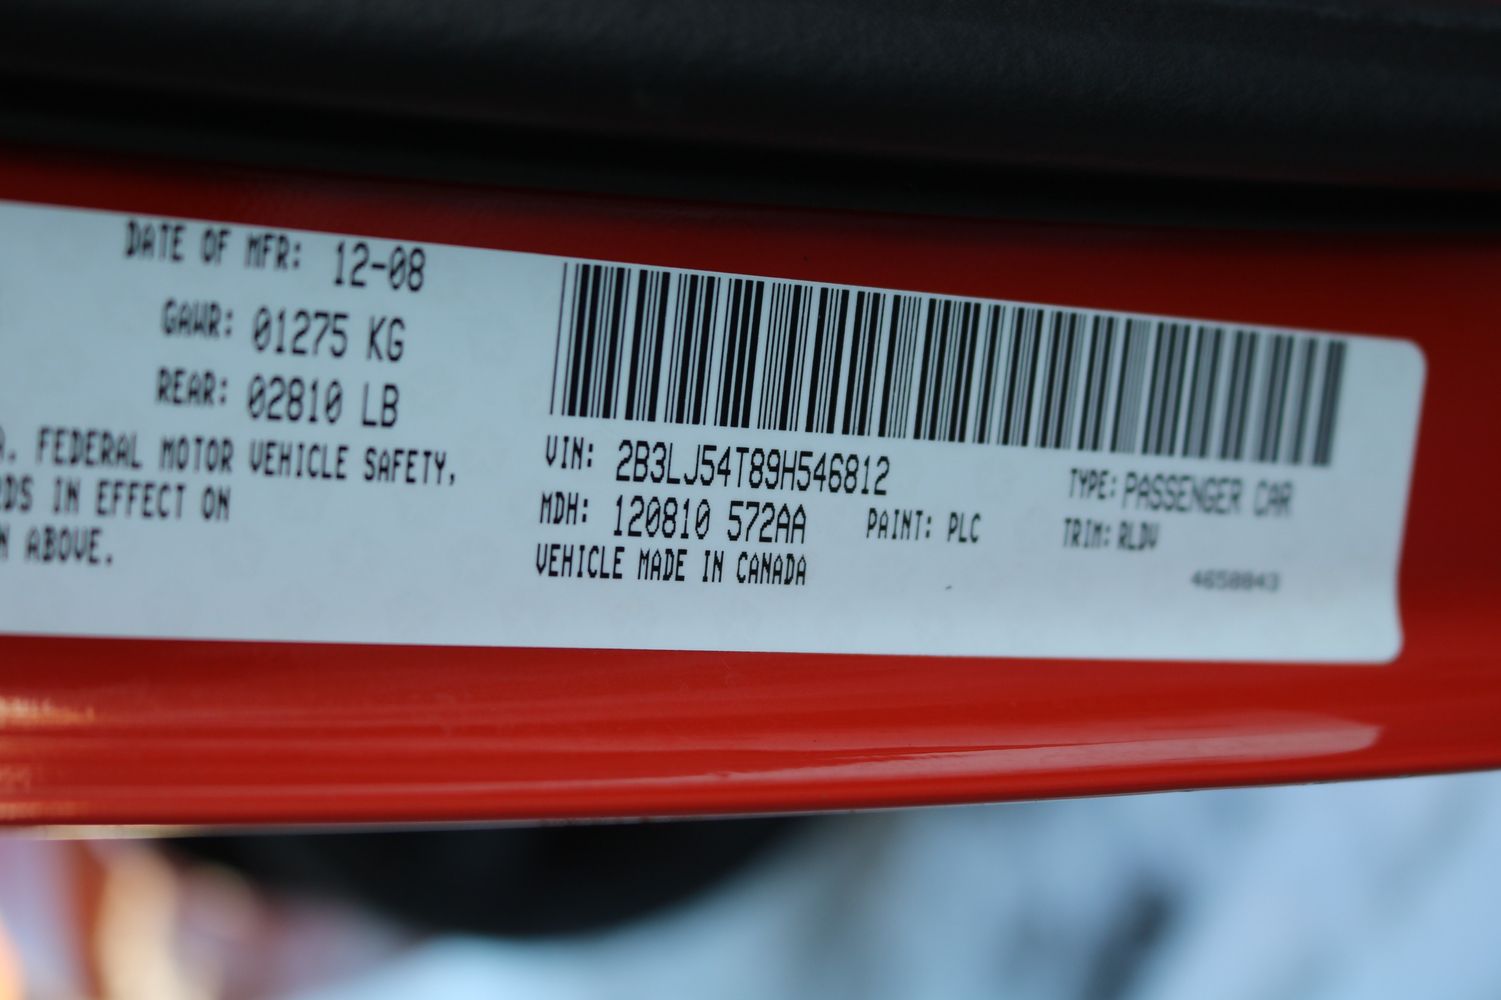 DATE OF MFR: 12-08
GAWR: 01275 KG
REAR: 02810 LB
FEDERAL MOTOR VEHICLE SAFETY,
IN EFFECT ON
ABOVE.
VIN: 2B3LJ54T89H546812
TYPE: PASSENGER CAR
MDH: 120810 572AA
PAINT: PLC
TRIM: RLDV
VEHICLE MADE IN CANADA
4658843